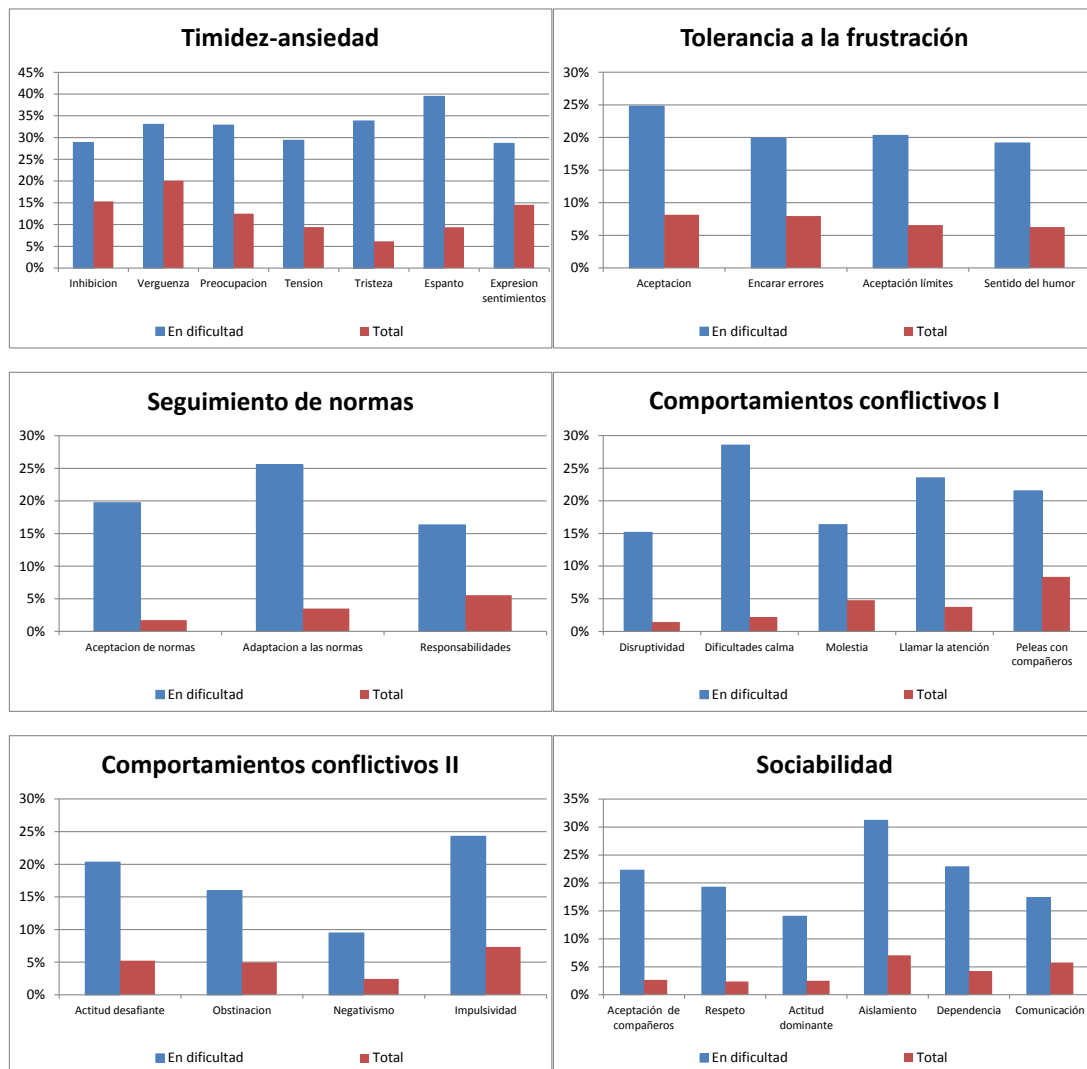 Timidez-ansiedad
45%
40%
35%
30%
25%
20%
15%
10%
5%
0%
Inhibicion Verguenza Preocupacion Tension Tristeza Espanto Expresion
sentimientos
En dificultad Total
Tolerancia a la frustración
30%
25%
20%
15%
10%
5%
0%
Aceptacion Encarar errores Aceptación límites Sentido del humor
En dificultad Total
Seguimiento de normas
30%
25%
20%
15%
10%
5%
0%
Aceptacion de normas Adaptacion a las normas Responsabilidades
En dificultad Total
Comportamientos conflictivos I
30%
25%
20%
15%
10%
5%
0%
Disruptividad Dificultades calma Molestia Llamar la atención Peleas con
compañeros
En dificultad Total
Comportamientos conflictivos II
30%
25%
20%
15%
10%
5%
0%
Actitud desafiante Obstinacion Negativismo Impulsividad
En dificultad Total
Sociabilidad
35%
30%
25%
20%
15%
10%
5%
0%
Aceptación de Respeto Actitud Aislamiento Dependencia Comunicación
compañeros dominante
En dificultad Total